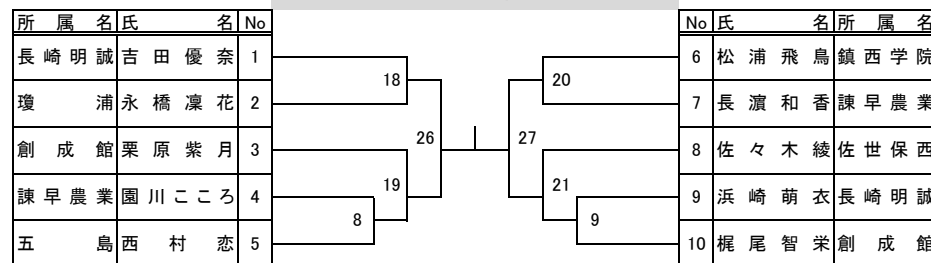 所属名 氏名 No
長崎明誠 吉田優奈 1
瓊浦 永橋凜花 2
創成館 栗原紫月 3
諫早農業 園川こころ 4
五島 西村恋 5
18
26
19
8
20
27
21
9
No 氏名 所属名
6 松浦飛鳥 鎮西学院
7 長濵和香 諫早農業
8 佐々木綾 佐世保西
9 浜崎萌衣 長崎明誠
10 梶尾智栄 創成館